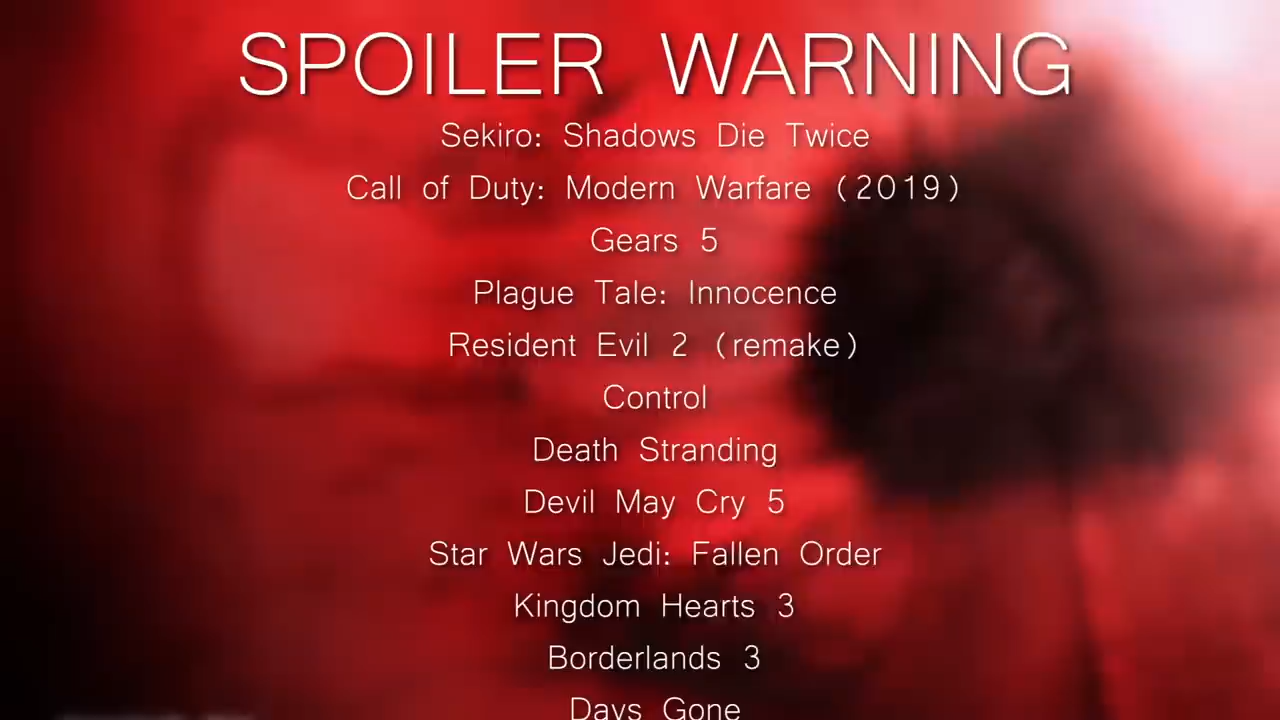 SPOILER WARNING
Sekiro: Shadows Die Twice
Call of Duty: Modern Warfare (2019)
Gears 5
Plague Tale: Innocence
Resident Evil 2 (remake)
Control
Death Stranding
Devil May Cry 5
Star Wars Jedi: Fallen Order
Kingdom Hearts 3
Borderlands 3
Days Gone